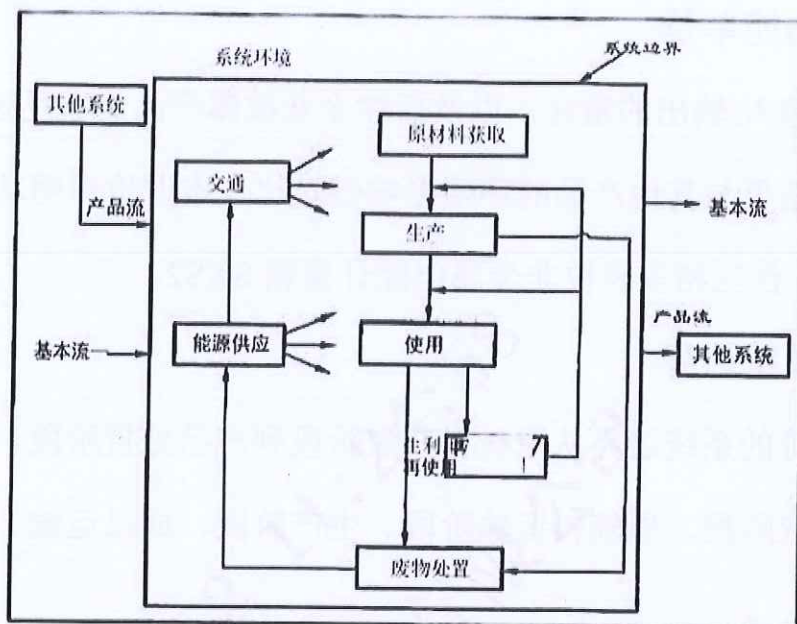 系统环境
系统边界
其他系统
原材料获取
交通
产品流
基本流
生产
产品流
基本流
能源供应
使用
其他系统
再使用
废物处置